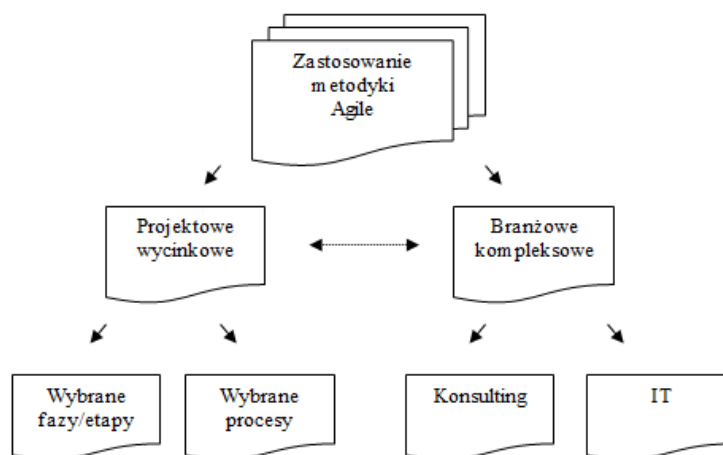 Zastosowanie
metodyki
Agile
Projektowe
wycinkowe
Branżowe
kompleksowe
Wybrane
fazy/etapy
Wybrane
procesy
Konsulting
IT